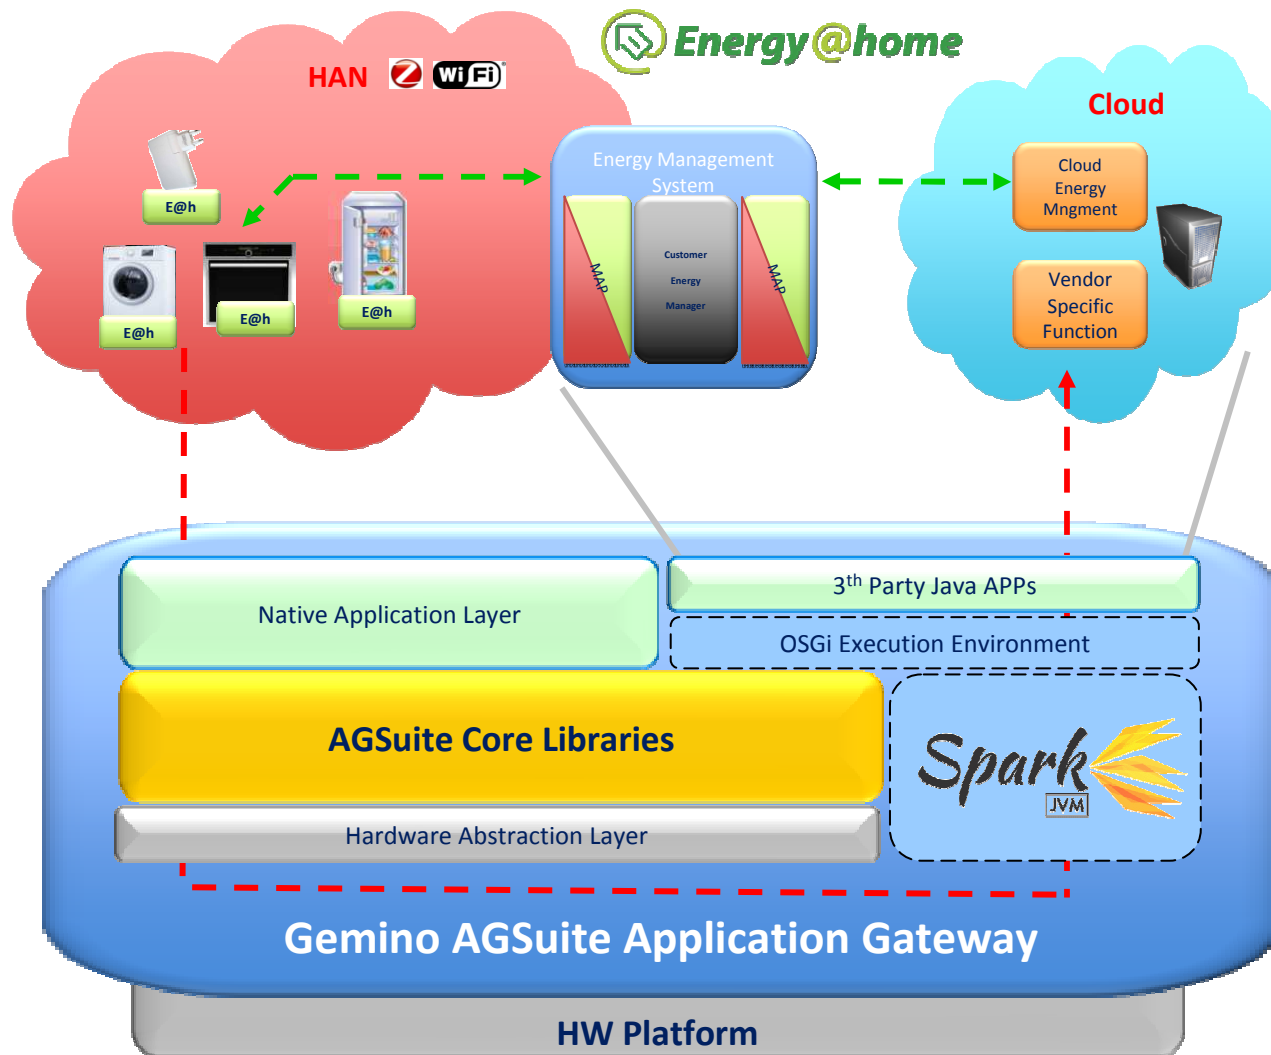 Energy@home
HAN
Z
WiFi
Cloud
Energy Management
System
Cloud
Energy
Mngment
E@h
MAP
Customer
Energy
Manager
MAP
Vendor
Specific
Function
E@h
E@h
E@h
3th Party Java APPs
Native Application Layer
OSGi Execution Environment
AGSuite Core Libraries
Spark
JVM
Hardware Abstraction Layer
Gemino AGSuite Application Gateway
HW Platform